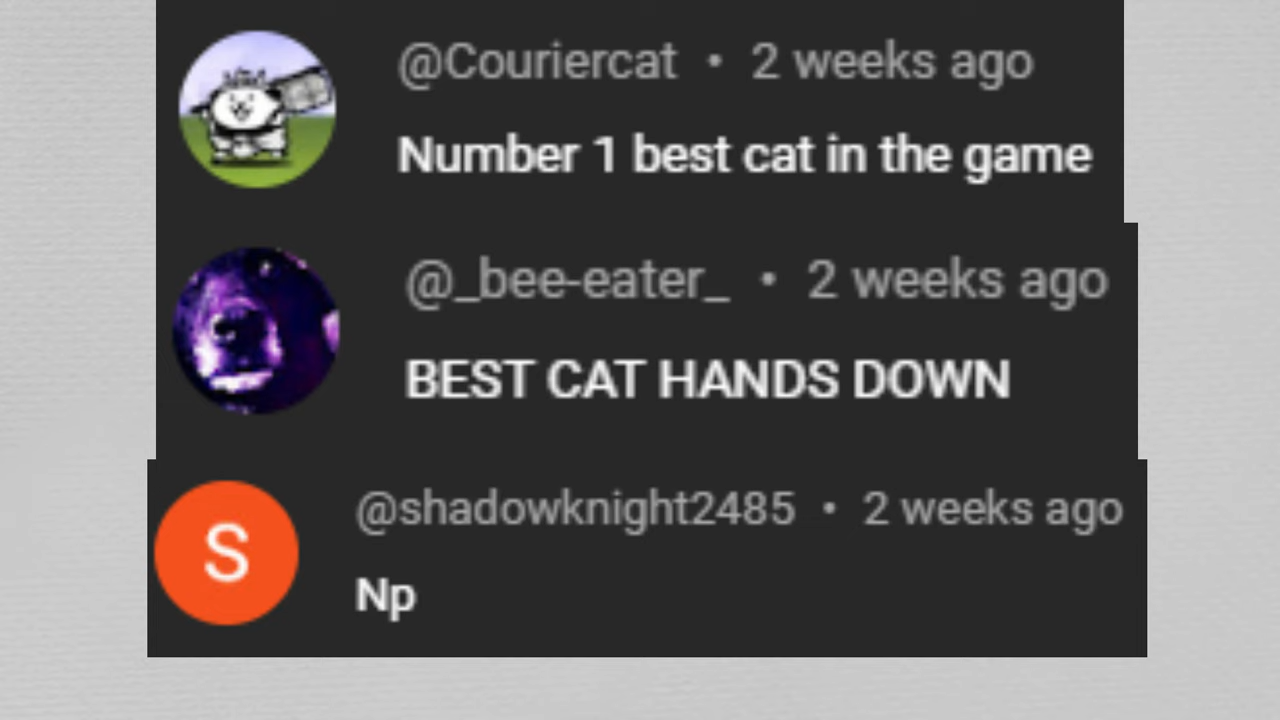 @Couriercat • 2 weeks ago
Number 1 best cat in the game
@_bee-eater_ • 2 weeks ago
BEST CAT HANDS DOWN
S
@shadowknight2485 • 2 weeks ago
Np